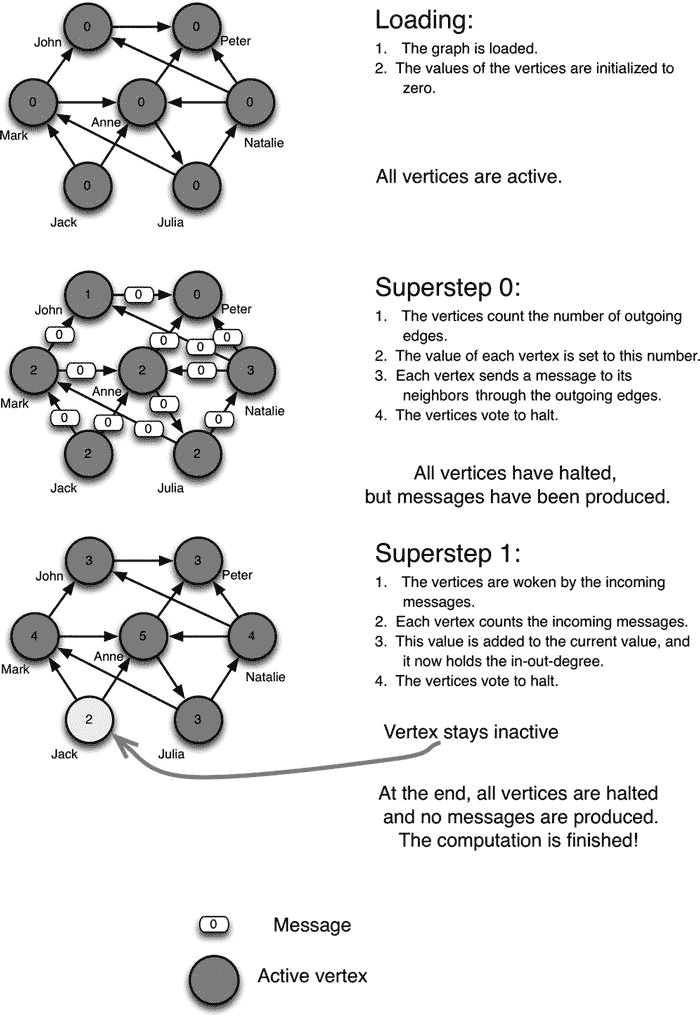 Loading:
1. The graph is loaded.
2. The values of the vertices are initialized to
zero.
All vertices are active.
0
0
John
Peter
0
0
0
Mark
Anne
Natalie
0
0
Jack
Julia
Superstep 0:
1. The vertices count the number of outgoing
edges.
2. The value of each vertex is set to this number.
3. Each vertex sends a message to its
neighbors through the outgoing edges.
4. The vertices vote to halt.
All vertices have halted,
but messages have been produced.
1
0
0
John
Peter
0
0
0
0
2
0
2
0
3
Mark
Anne
Natalie
0
0
0
0
0
2
2
Jack
Julia
Superstep 1:
1. The vertices are woken by the incoming
messages.
2. Each vertex counts the incoming messages.
3. This value is added to the current value, and
it now holds the in-out-degree.
4. The vertices vote to halt.
3
3
John
Peter
4
5
4
Mark
Anne
Natalie
2
3
Jack
Julia
Vertex stays inactive
At the end, all vertices are halted
and no messages are produced.
The computation is finished!
0
Message
Active vertex